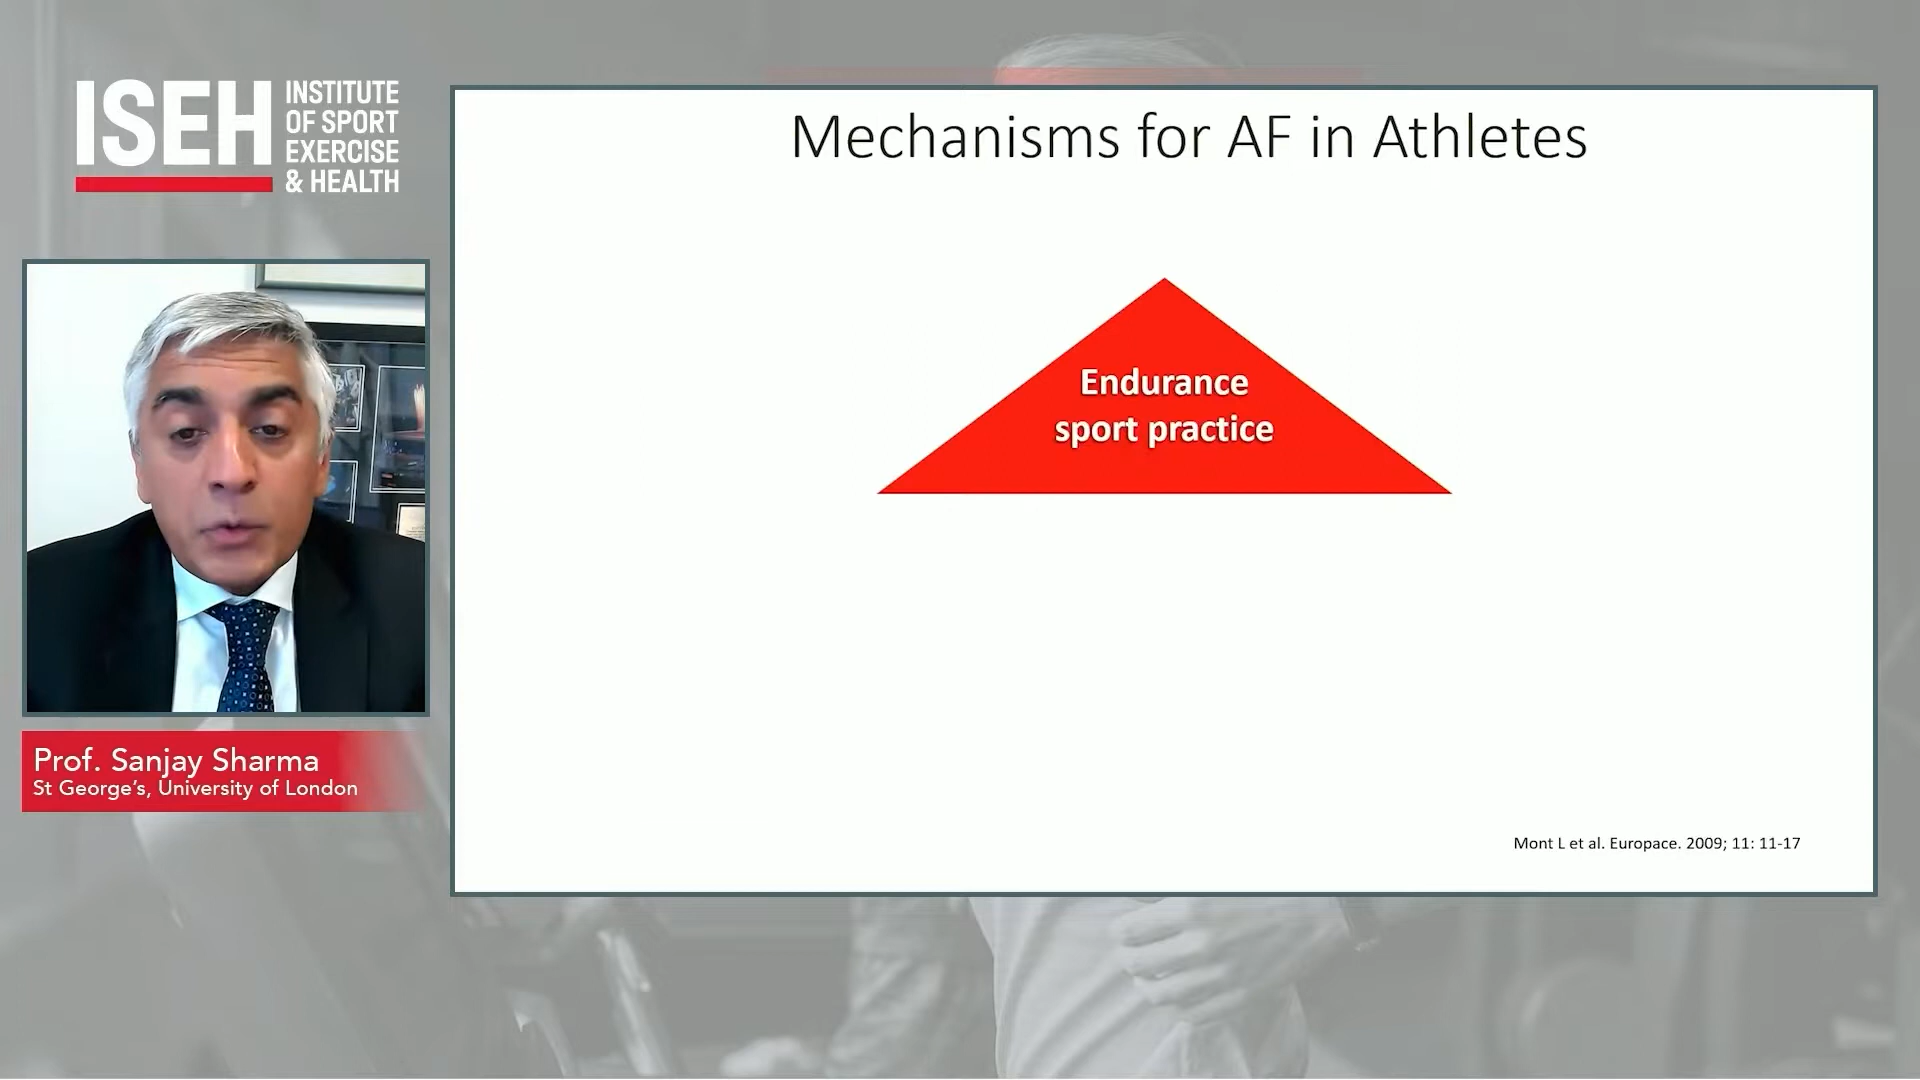 ISEH
INSTITUTE
OF SPORT
EXERCISE
& HEALTH
Mechanisms for AF in Athletes
Endurance
sport practice
Prof. Sanjay Sharma
St George's, University of London
Mont L et al. Europace. 2009; 11: 11-17